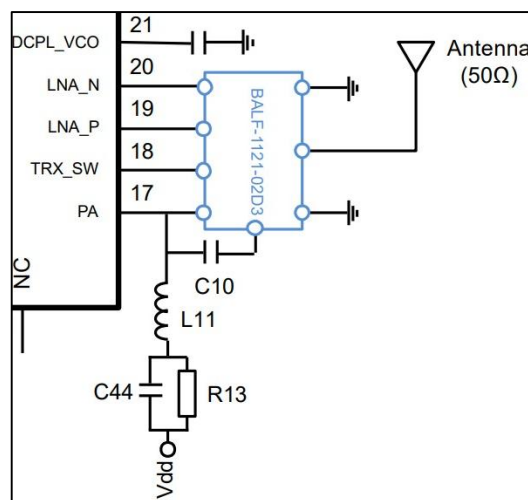 DCPL_VCO
21
LNA_N
20
LNA_P
19
TRX_SW
18
PA
17
NC
BALF-1121-02D3
Antenna
(50Ω)
C10
L11
C44
R13
Vdd